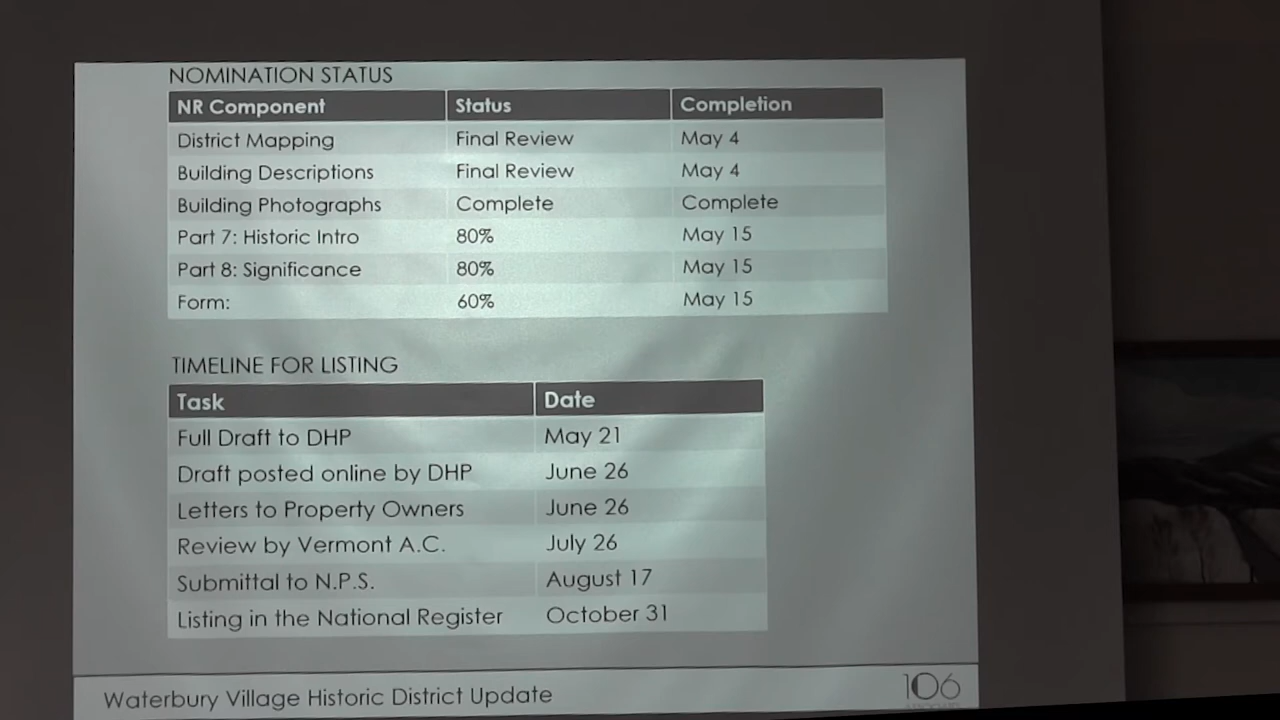 NOMINATION STATUS
NR Component Status Completion
District Mapping Final Review May 4
Building Descriptions Final Review May 4
Building Photographs Complete Complete
Part 7: Historic Intro 80% May 15
Part 8: Significance 80% May 15
Form: 60% May 15
TIMELINE FOR LISTING
Task Date
Full Draft to DHP May 21
Draft posted online by DHP June 26
Letters to Property Owners June 26
Review by Vermont A.C. July 26
Submittal to N.P.S. August 17
Listing in the National Register October 31
Waterbury Village Historic District Update 106